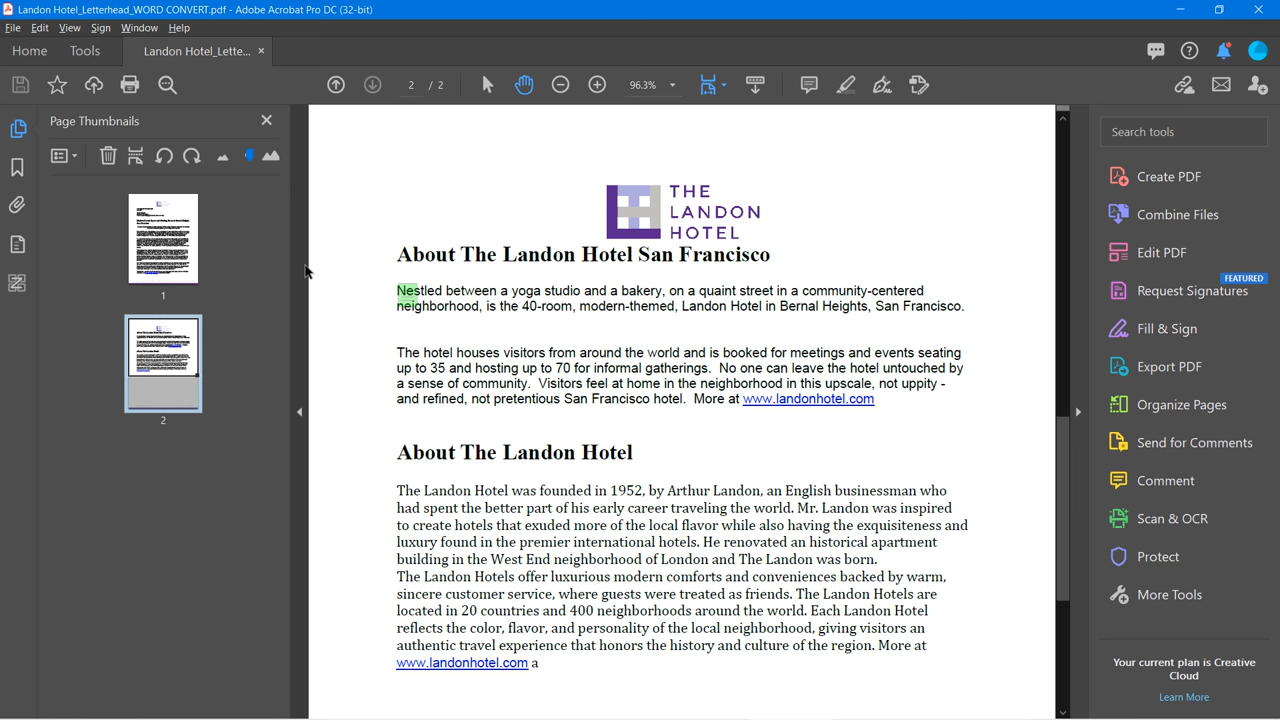 Landon Hotel_Letterhead_WORD CONVERT.pdf - Adobe Acrobat Pro DC (32-bit)
File Edit View Sign Window Help
Home Tools Landon Hotel_Lette... ×
2 / 2 96.3%
Page Thumbnails
1
2
THE
LANDON
HOTEL
About The Landon Hotel San Francisco
Nestled between a yoga studio and a bakery, on a quaint street in a community-centered
neighborhood, is the 40-room, modern-themed, Landon Hotel in Bernal Heights, San Francisco.
The hotel houses visitors from around the world and is booked for meetings and events seating
up to 35 and hosting up to 70 for informal gatherings. No one can leave the hotel untouched by
a sense of community. Visitors feel at home in the neighborhood in this upscale, not uppity -
and refined, not pretentious San Francisco hotel. More at www.landonhotel.com
About The Landon Hotel
The Landon Hotel was founded in 1952, by Arthur Landon, an English businessman who
had spent the better part of his early career traveling the world. Mr. Landon was inspired
to create hotels that exuded more of the local flavor while also having the exquisiteness and
luxury found in the premier international hotels. He renovated an historical apartment
building in the West End neighborhood of London and The Landon was born.
The Landon Hotels offer luxurious modern comforts and conveniences backed by warm,
sincere customer service, where guests were treated as friends. The Landon Hotels are
located in 20 countries and 400 neighborhoods around the world. Each Landon Hotel
reflects the color, flavor, and personality of the local neighborhood, giving visitors an
authentic travel experience that honors the history and culture of the region. More at
www.landonhotel.com a
Search tools
Create PDF
Combine Files
Edit PDF
FEATURED
Request Signatures
Fill & Sign
Export PDF
Organize Pages
Send for Comments
Comment
Scan & OCR
Protect
More Tools
Your current plan is Creative
Cloud
Learn More